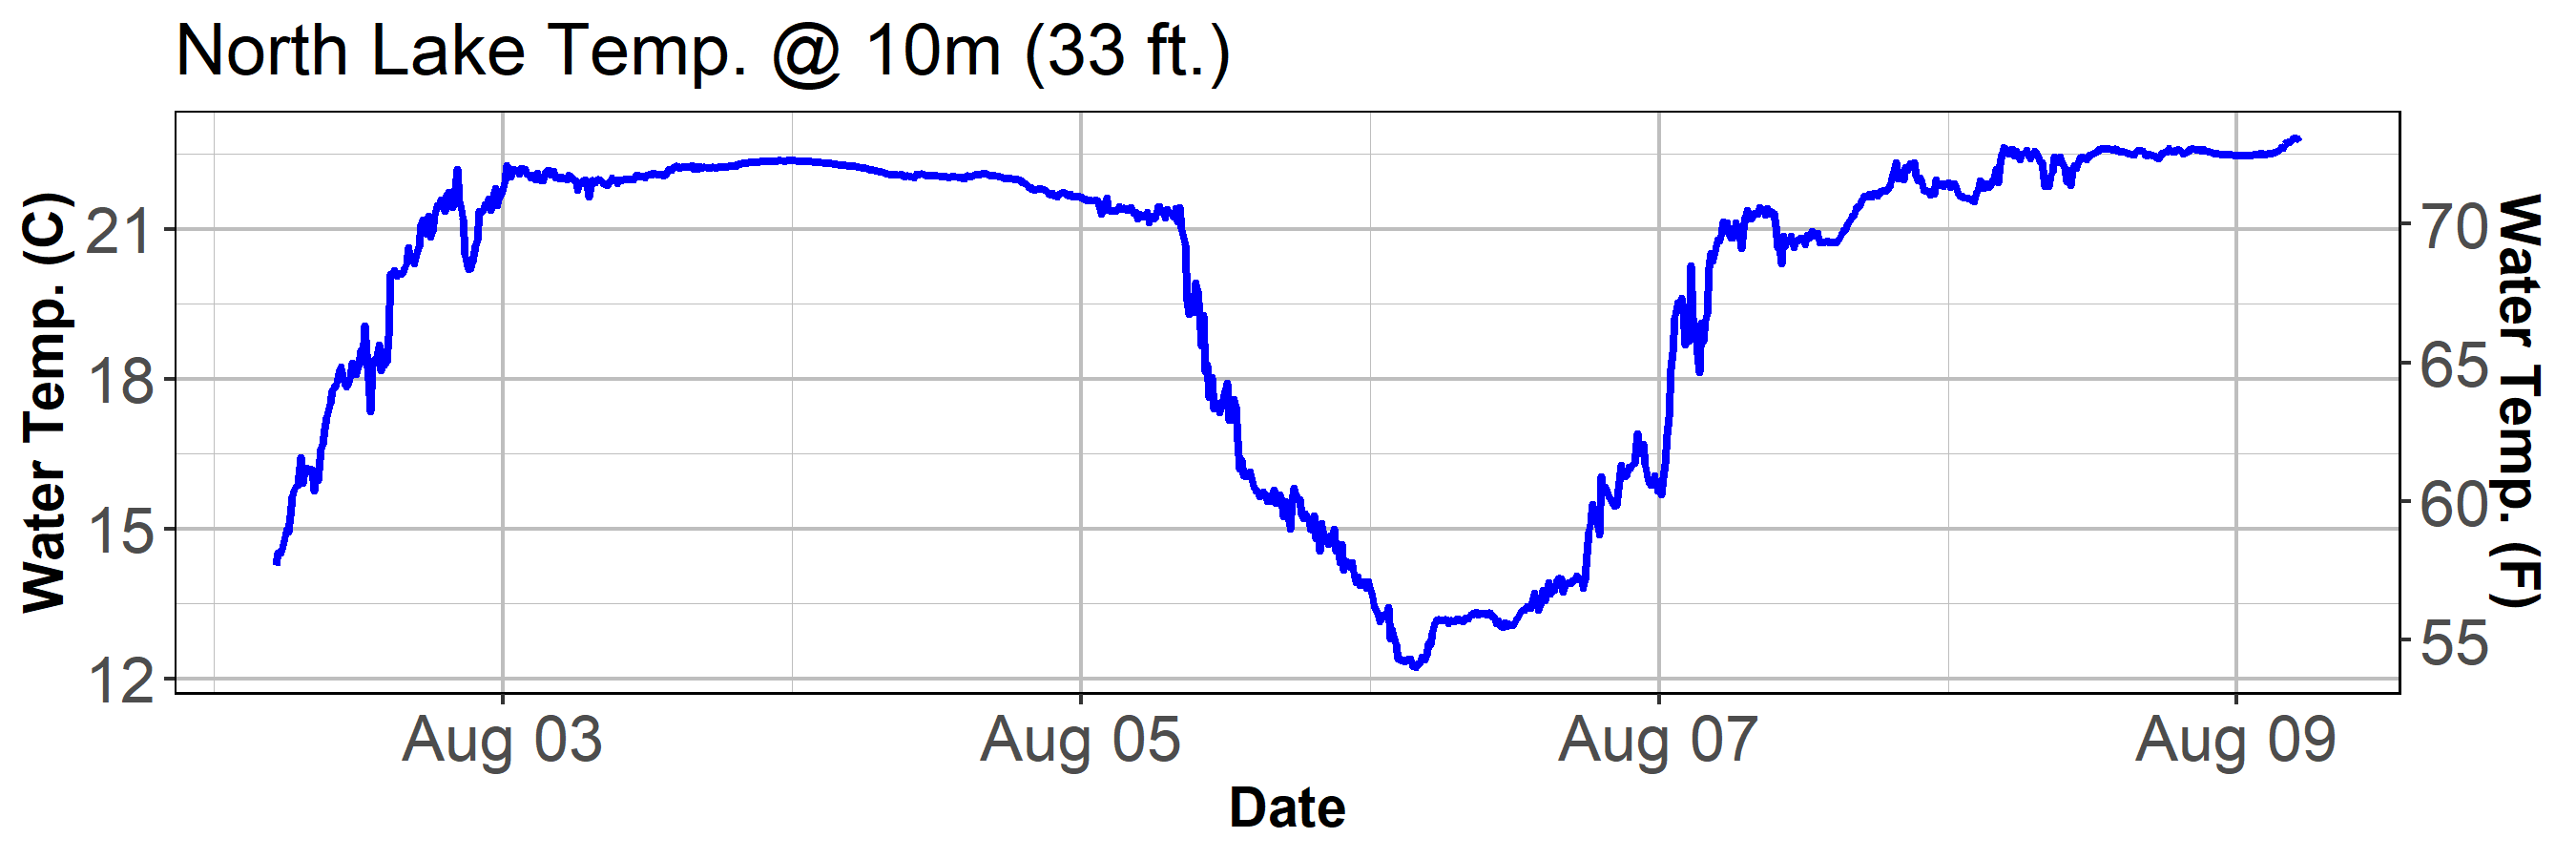 North Lake Temp. @ 10m (33 ft.)
Water Temp. (C)
21
18
15
12
70
65
60
55
Water Temp. (F)
Aug 03
Aug 05
Aug 07
Aug 09
Date